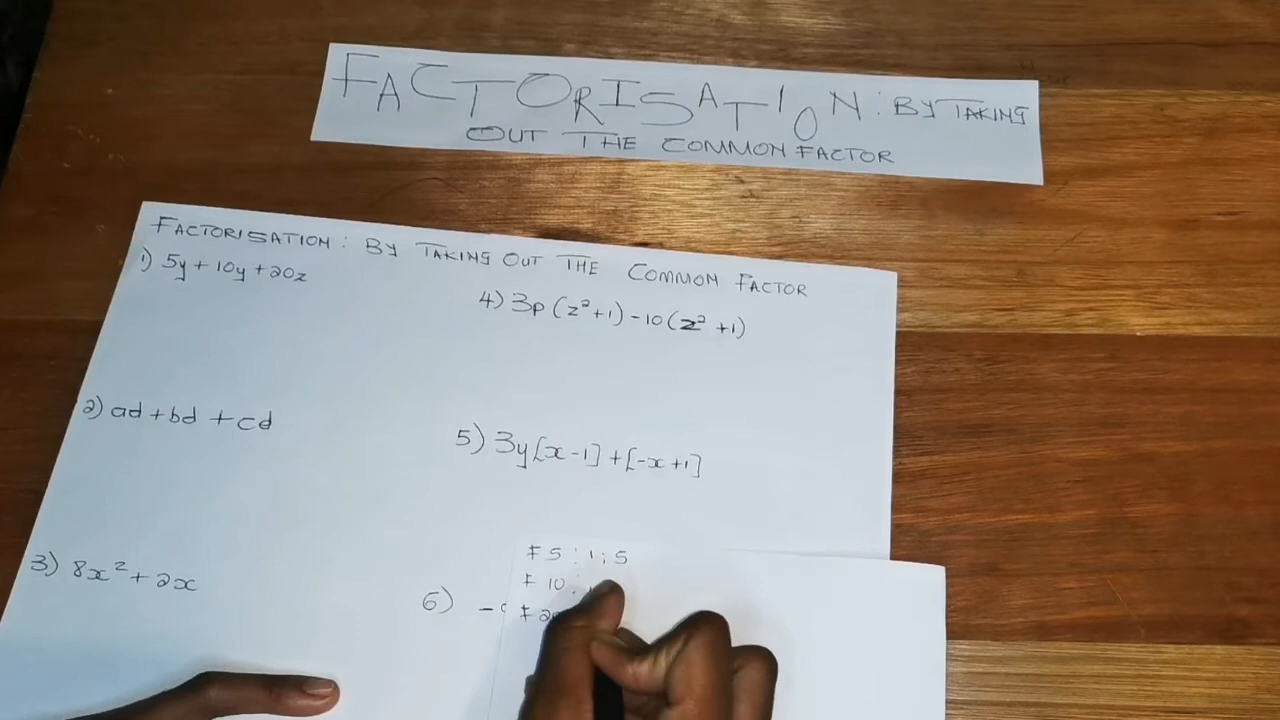 FACTORISATION: BY TAKING
OUT THE COMMON FACTOR
FACTORISATION: BY TAKING OUT THE COMMON FACTOR
1) 5y + 10y + 20z
2) ad + bd + cd
3) 8x² + 2x
4) 3p (z² + 1) - 10 (z² + 1)
5) 3y [x - 1] + [-x + 1]
6) -
F 5 : 1; 5
F 10 :
F